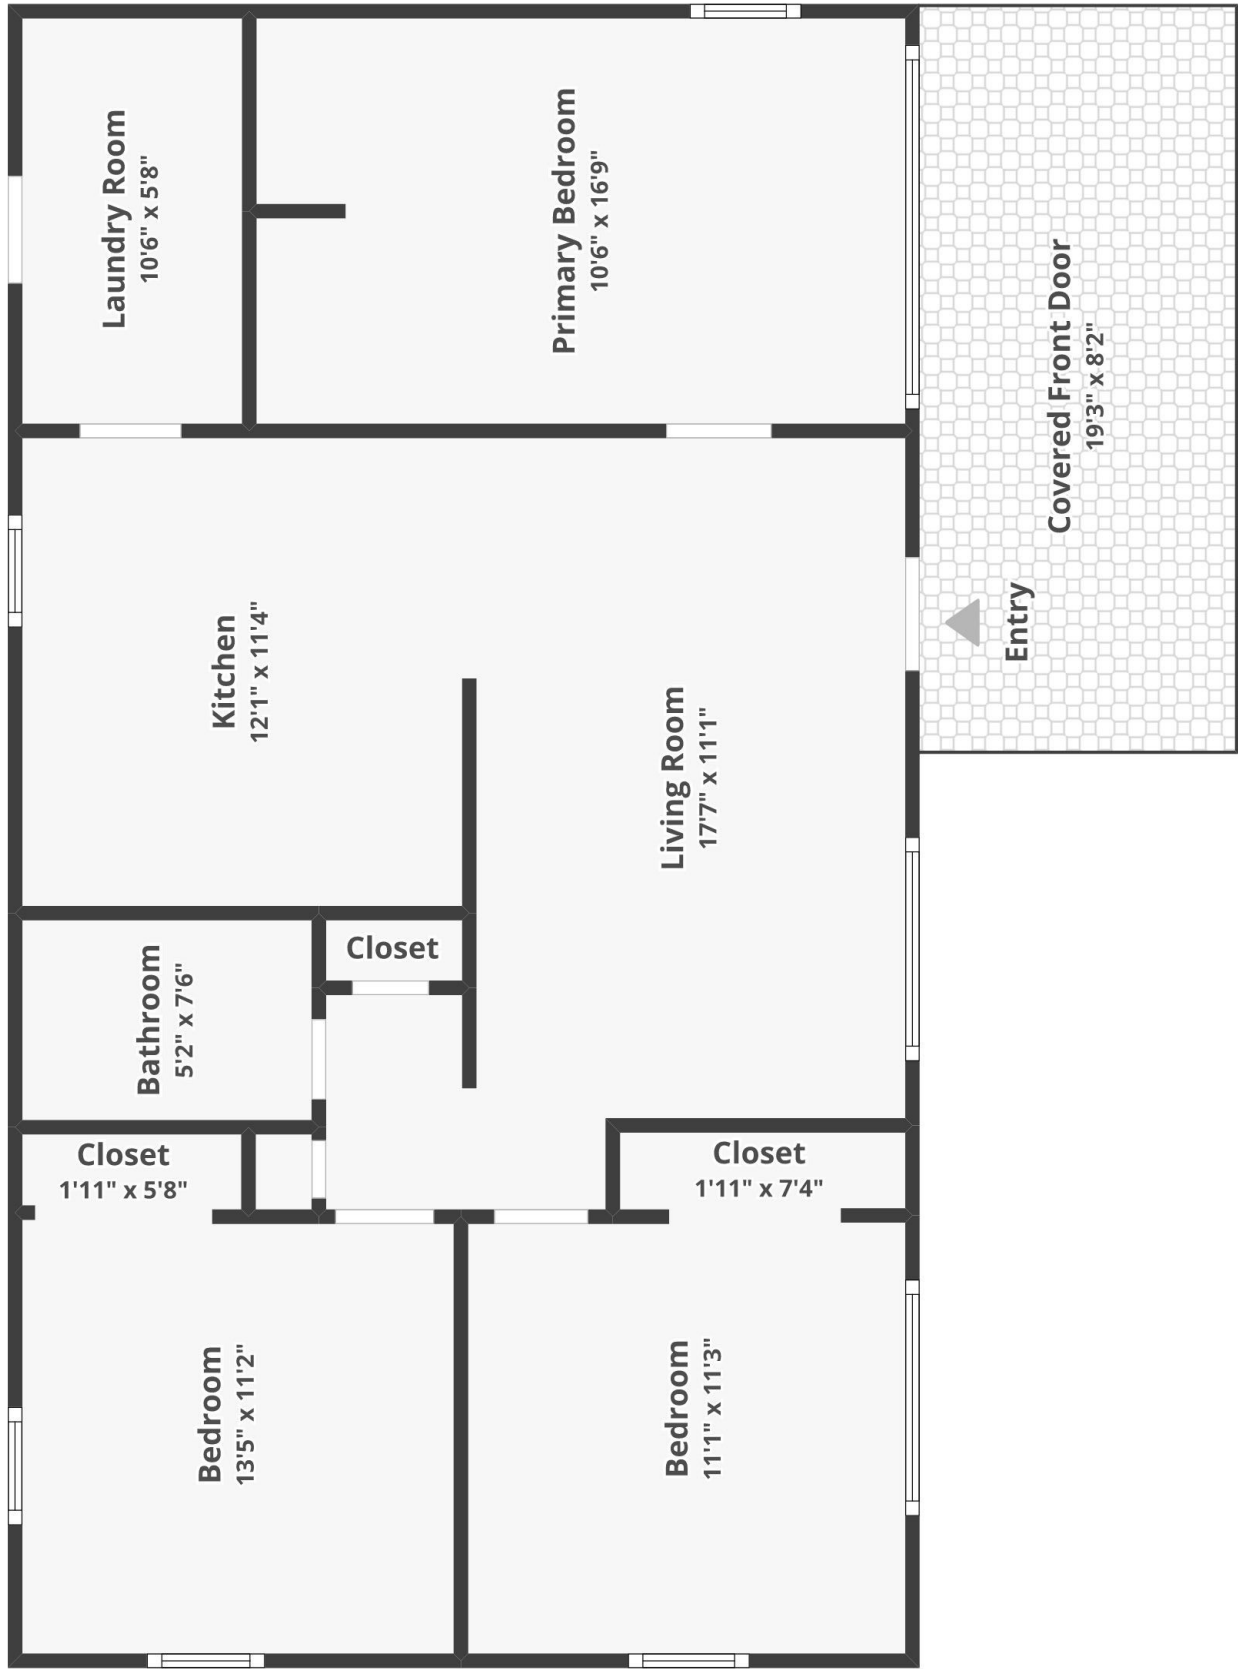 Laundry Room
10'6" x 5'8"
Primary Bedroom
10'6" x 16'9"
Covered Front Door
19'3" x 8'2"
Entry
Kitchen
12'1" x 11'4"
Living Room
17'7" x 11'1"
Closet
Bathroom
5'2" x 7'6"
Closet
1'11" x 5'8"
Closet
1'11" x 7'4"
Bedroom
13'5" x 11'2"
Bedroom
11'1" x 11'3"